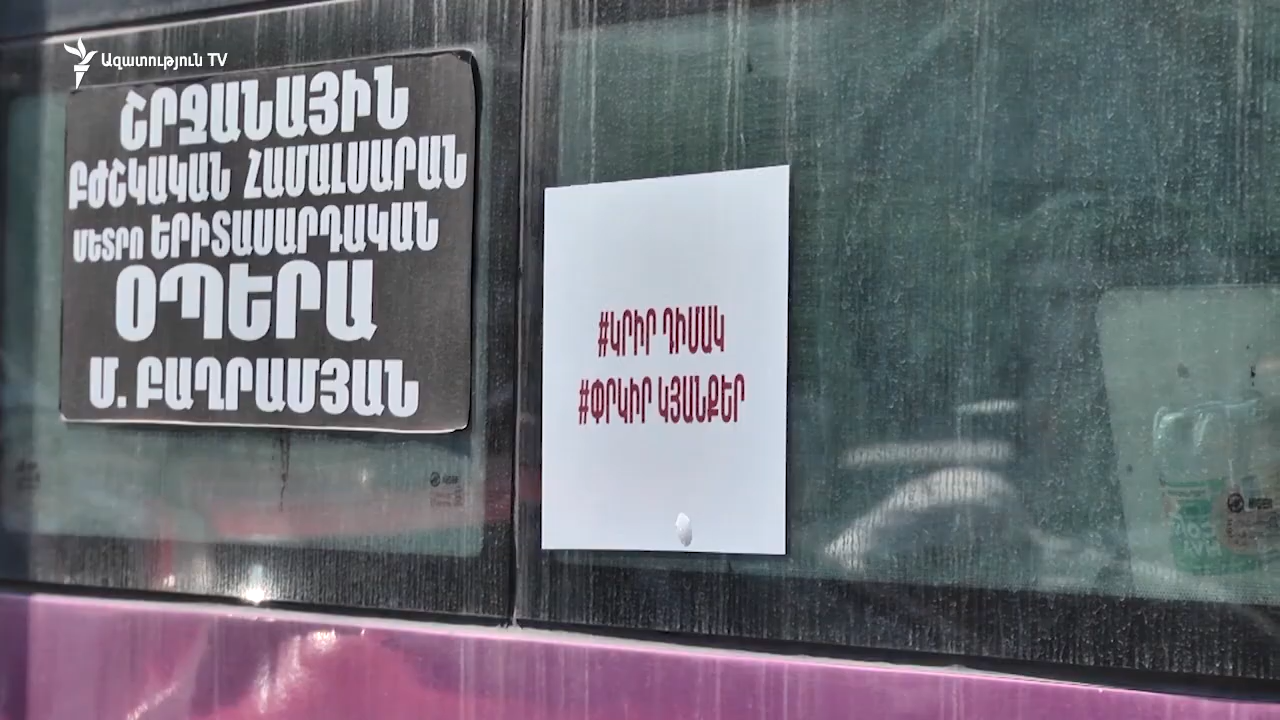 Ազատություն TV
ՇՐՋԱՆԱՅԻՆ
ԲԺՇԿԱԿԱՆ ՀԱՄԱԼՍԱՐԱՆ
ՄԵՏՐՈ ԵՐԻՏԱՍԱՐԴԱԿԱՆ
ՕՊԵՐԱ
Մ. ԲԱՂՐԱՄՅԱՆ
#ԿՐԻՐ ԴԻՄԱԿ
#ՓՐԿԻՐ ԿՅԱՆՔԵՐ